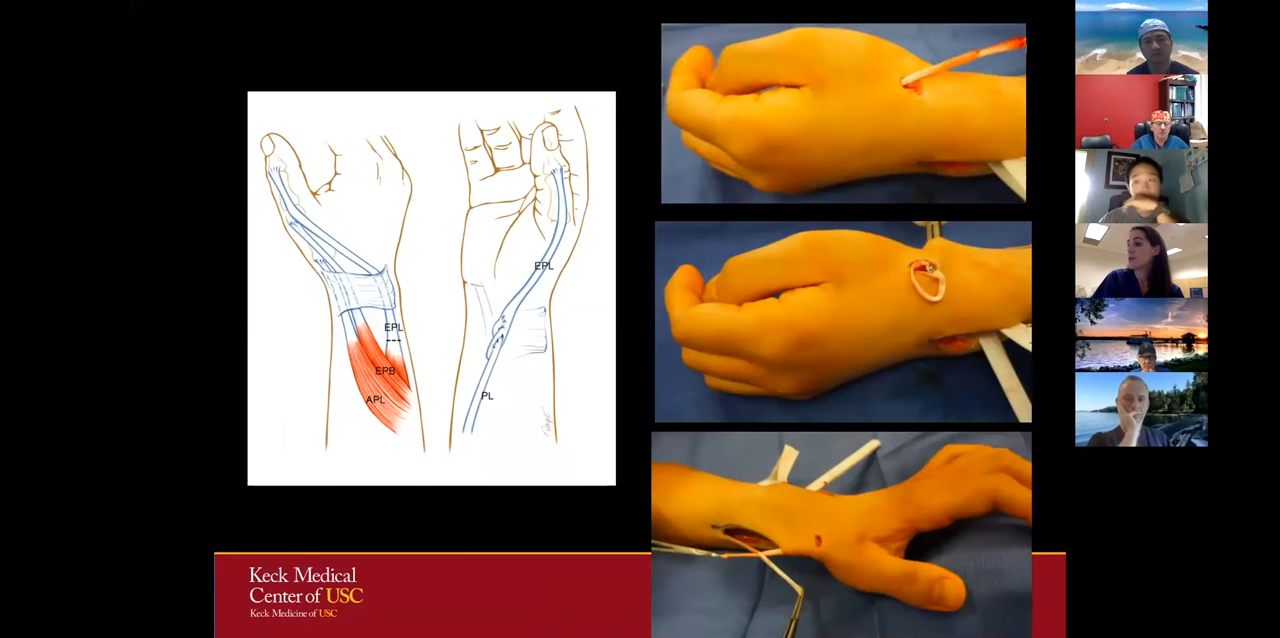 EPL
EPB
APL
EPL
PL
Keck Medical
Center of USC
Keck Medicine of USC